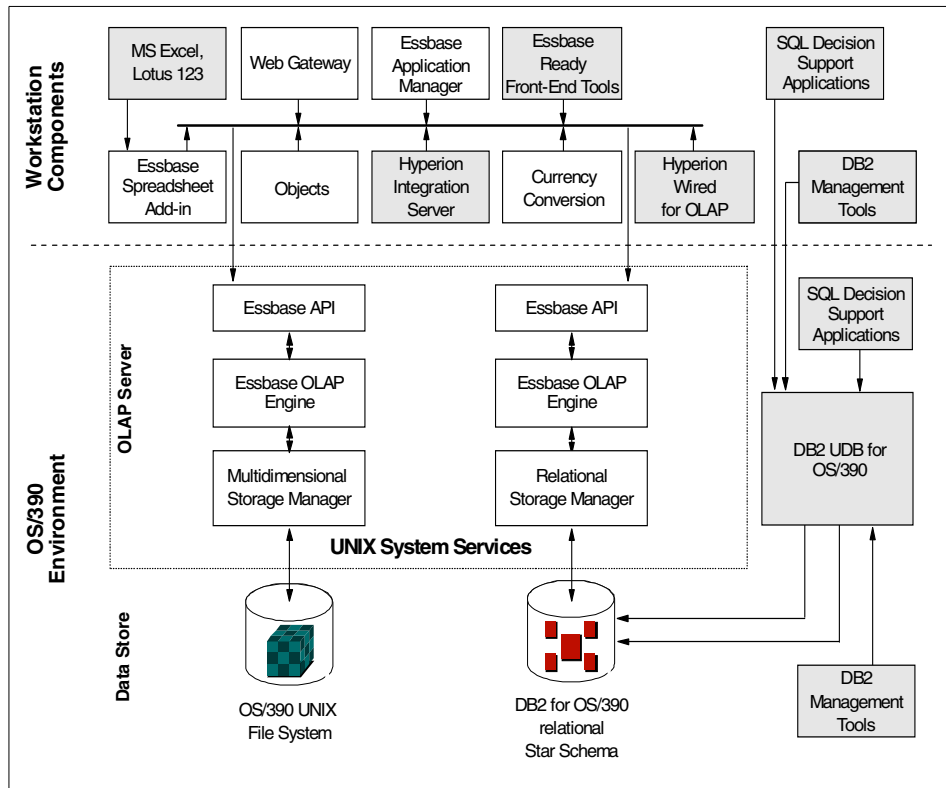 Workstation
Components
MS Excel,
Lotus 123
Web Gateway
Essbase
Application
Manager
Essbase
Ready
Front-End Tools
SQL Decision
Support
Applications
Essbase
Spreadsheet
Add-in
Objects
Hyperion
Integration
Server
Currency
Conversion
Hyperion
Wired
for OLAP
DB2
Management
Tools
OS/390
Environment
OLAP Server
Essbase API
Essbase API
SQL Decision
Support
Applications
Essbase OLAP
Engine
Essbase OLAP
Engine
Multidimensional
Storage Manager
Relational
Storage Manager
DB2 UDB for
OS/390
UNIX System Services
Data Store
OS/390 UNIX
File System
DB2 for OS/390
relational
Star Schema
DB2
Management
Tools